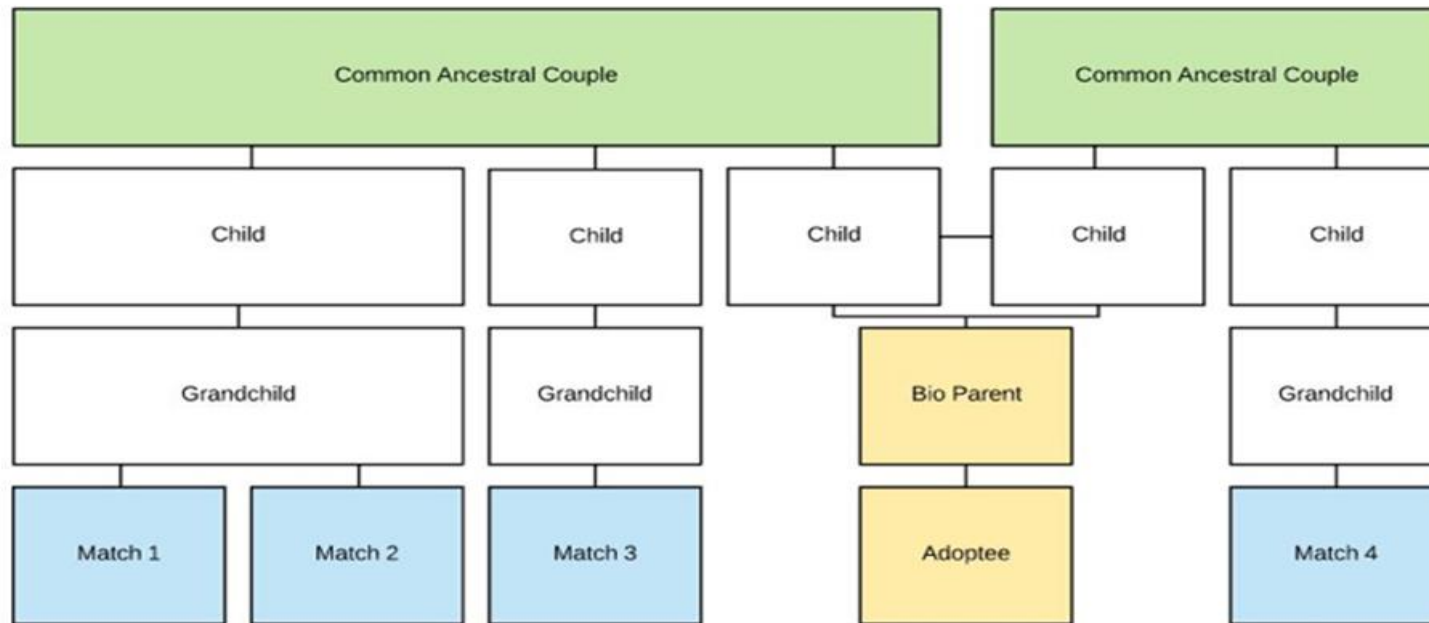 Common Ancestral Couple
Common Ancestral Couple
Child
Child
Child
Child
Child
Grandchild
Grandchild
Bio Parent
Grandchild
Match 1
Match 2
Match 3
Adoptee
Match 4